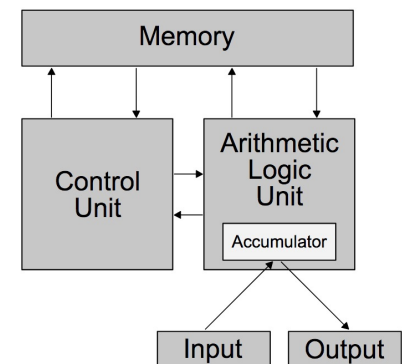 Memory
Control
Unit
Arithmetic
Logic
Unit
Accumulator
Input
Output